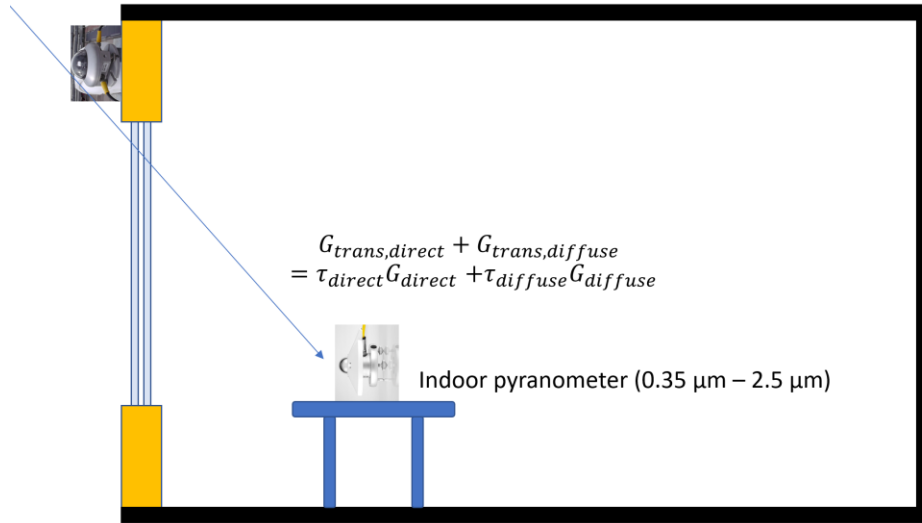 G_{trans,direct} + G_{trans,diffuse}
= τ_{direct}G_{direct} +τ_{diffuse}G_{diffuse}
Indoor pyranometer (0.35 µm – 2.5 µm)